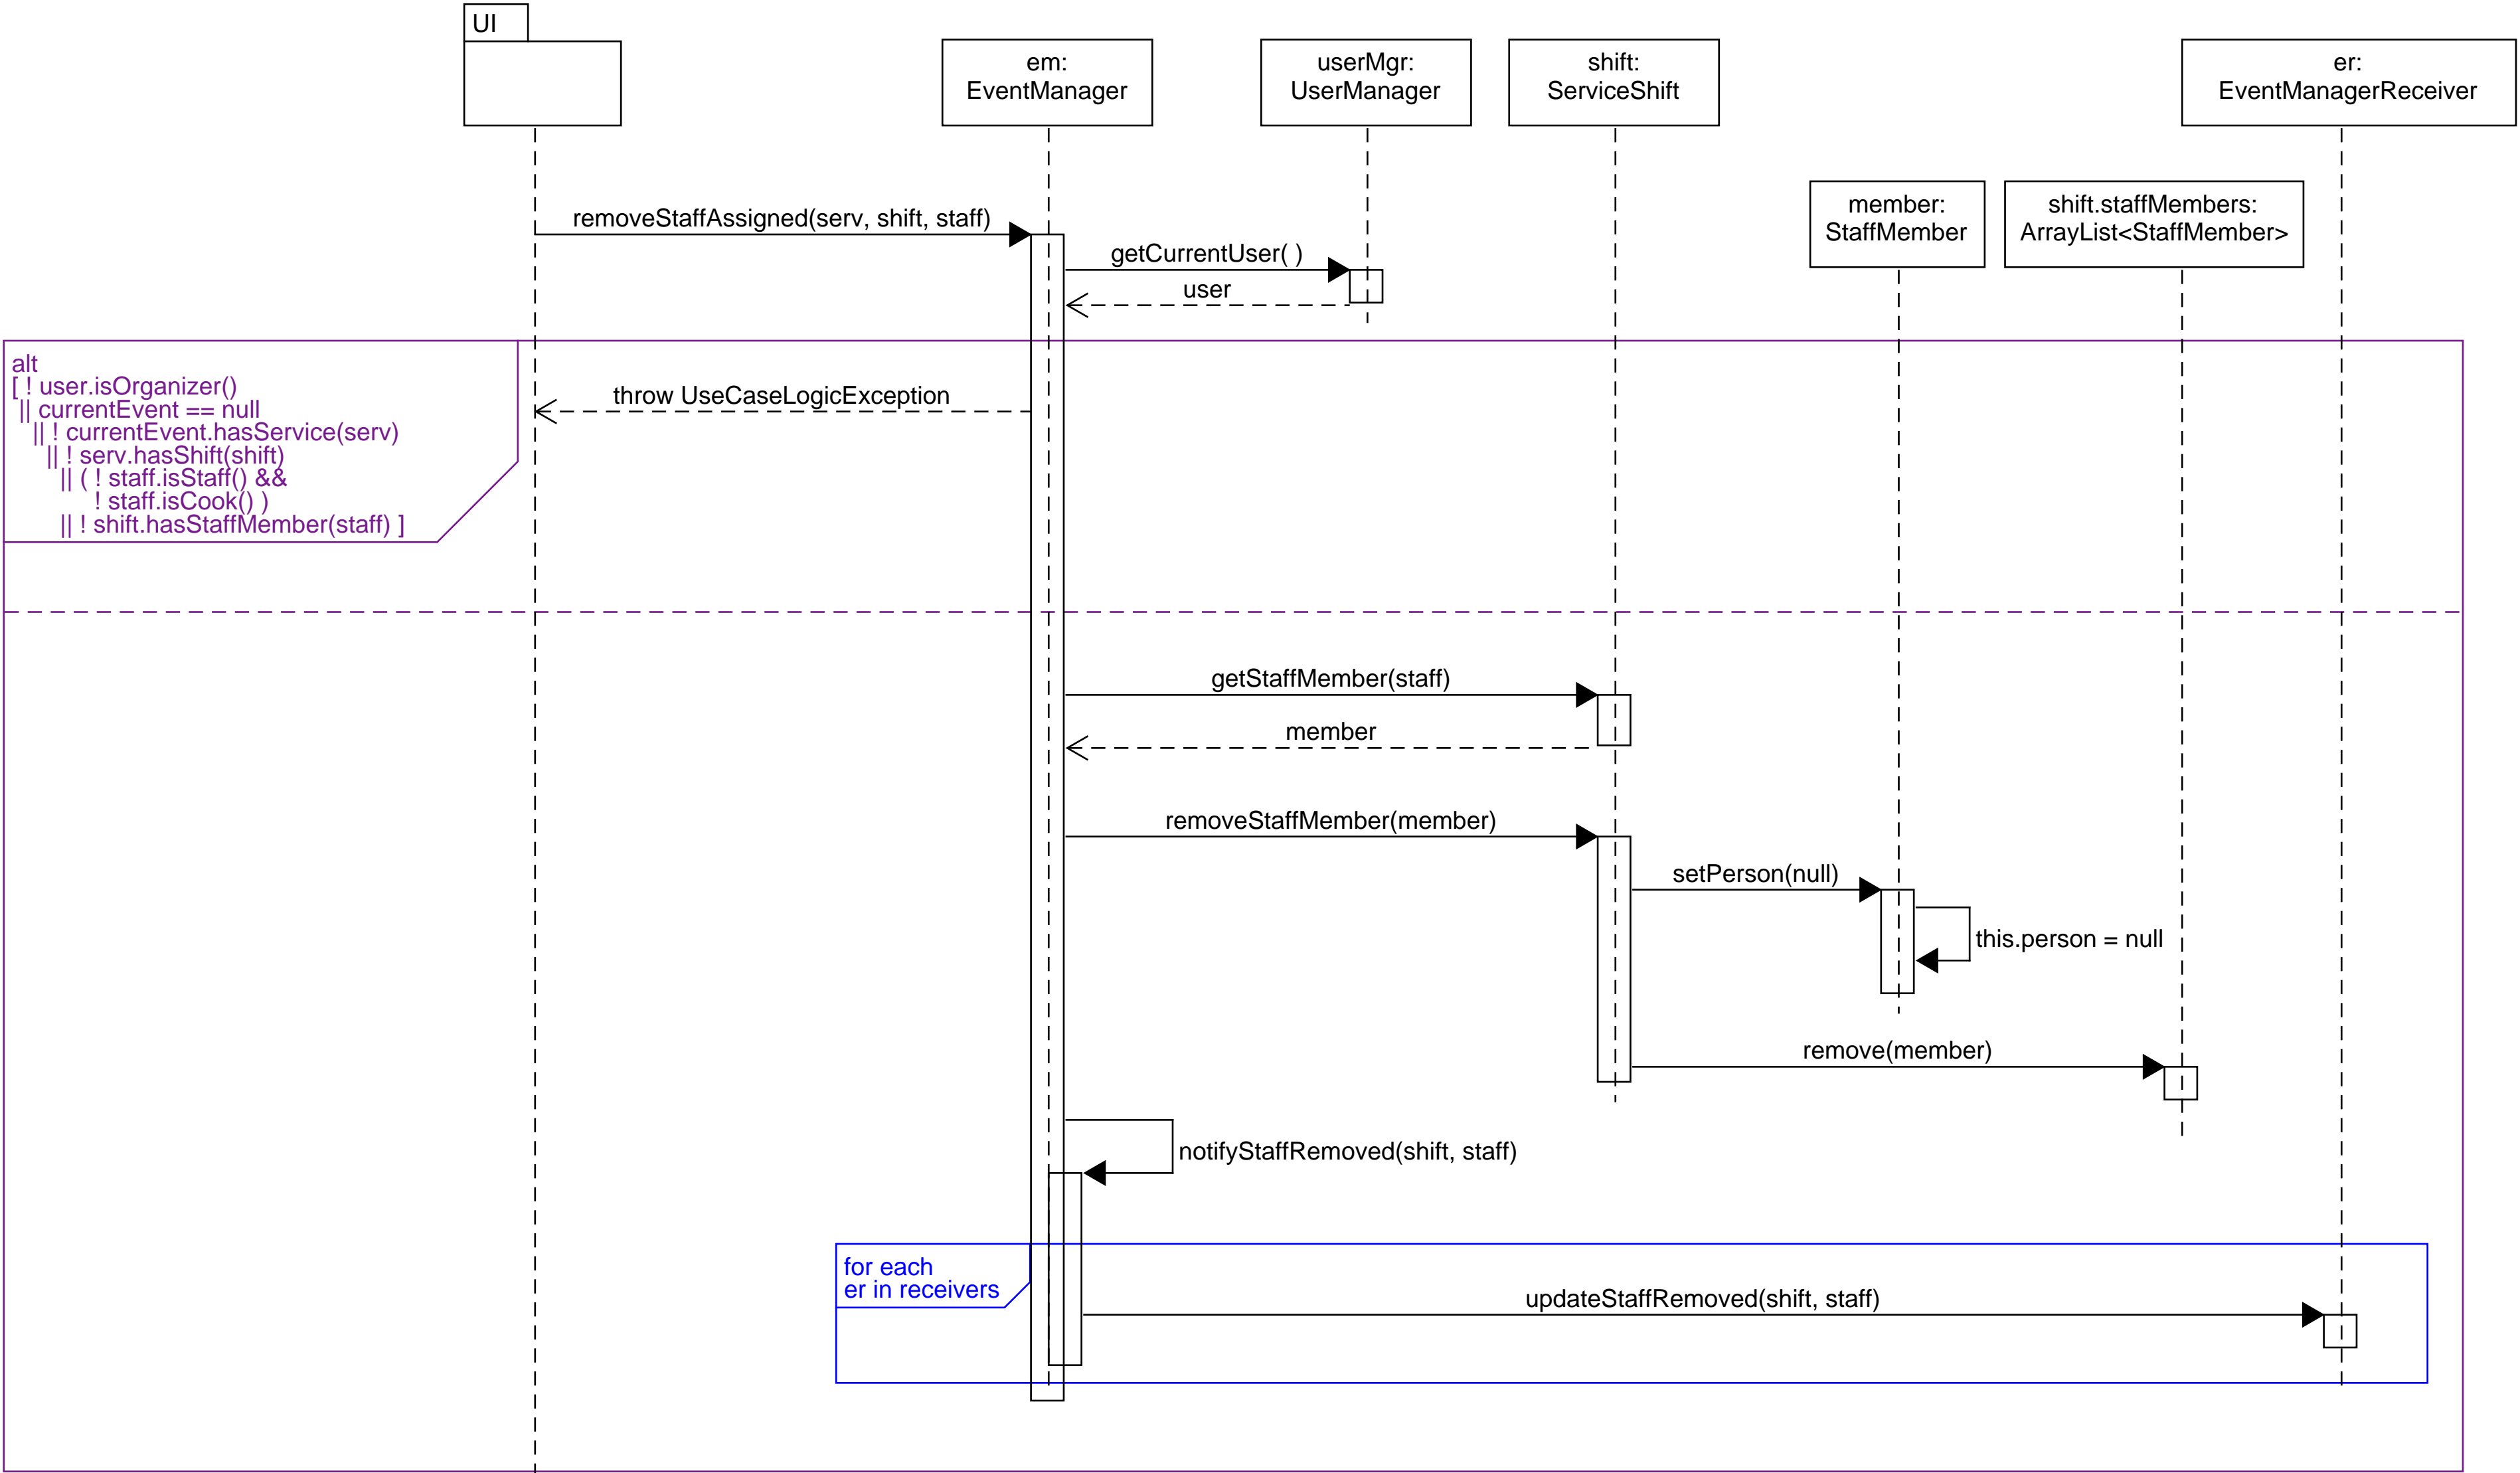 UI
em:
EventManager
userMgr:
UserManager
shift:
ServiceShift
er:
EventManagerReceiver
member:
StaffMember
shift.staffMembers:
ArrayList<StaffMember>
removeStaffAssigned(serv, shift, staff)
getCurrentUser( )
user
alt
[ ! user.isOrganizer()
|| currentEvent == null
|| ! currentEvent.hasService(serv)
|| ! serv.hasShift(shift)
|| ( ! staff.isStaff() &&
! staff.isCook() )
|| ! shift.hasStaffMember(staff) ]
throw UseCaseLogicException
getStaffMember(staff)
member
removeStaffMember(member)
setPerson(null)
this.person = null
remove(member)
notifyStaffRemoved(shift, staff)
for each
er in receivers
updateStaffRemoved(shift, staff)